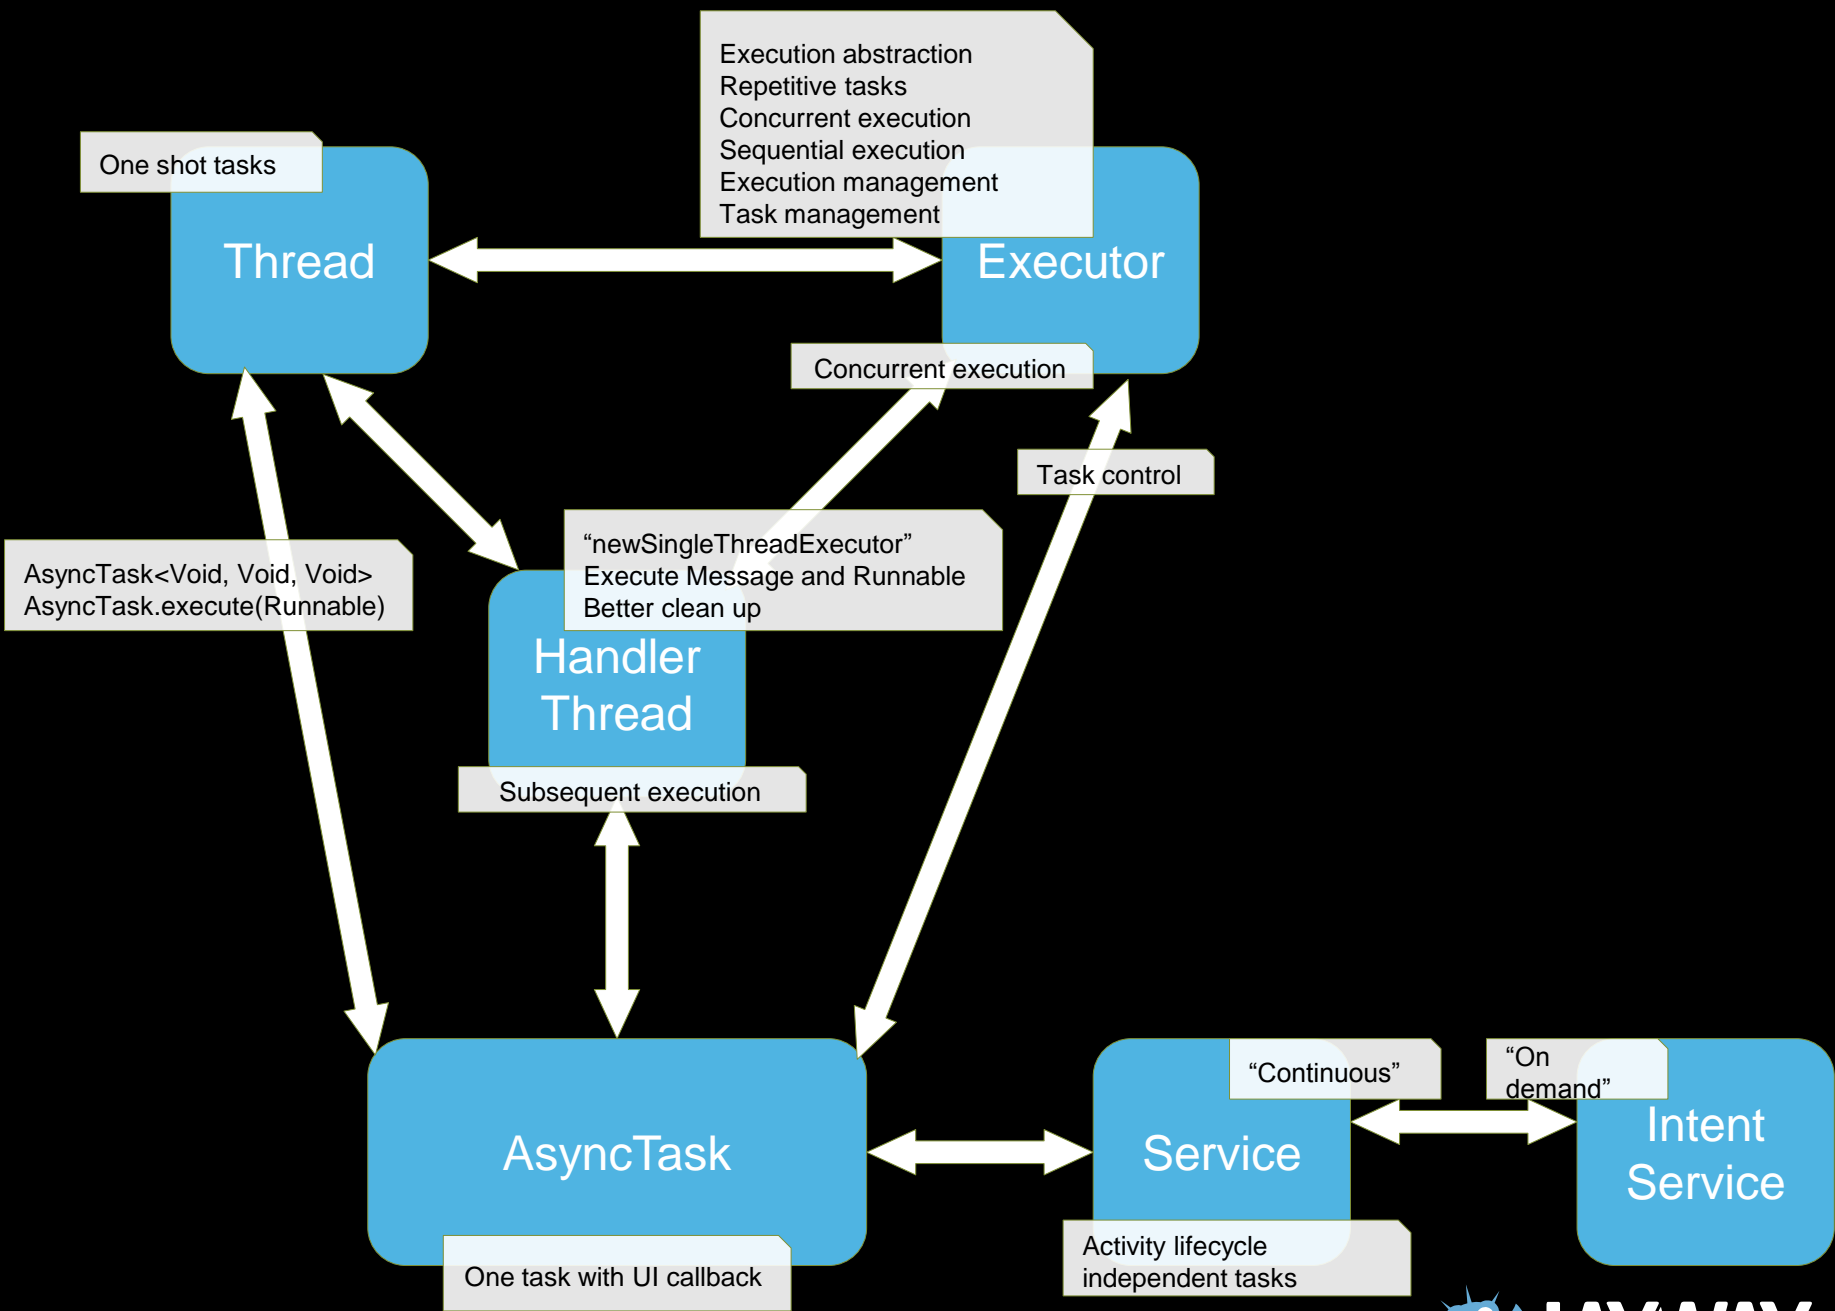 Execution abstraction
Repetitive tasks
Concurrent execution
Sequential execution
Execution management
Task management
One shot tasks
Thread
Executor
Concurrent execution
Task control
“newSingleThreadExecutor”
Execute Message and Runnable
Better clean up
AsyncTask<Void, Void, Void>
AsyncTask.execute(Runnable)
Handler
Thread
Subsequent execution
“Continuous”
“On
demand”
AsyncTask
Service
Intent
Service
One task with UI callback
Activity lifecycle
independent tasks